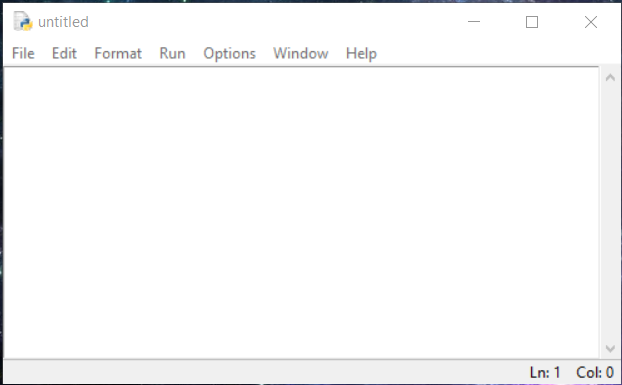 untitled
File Edit Format Run Options Window Help
Ln: 1 Col: 0